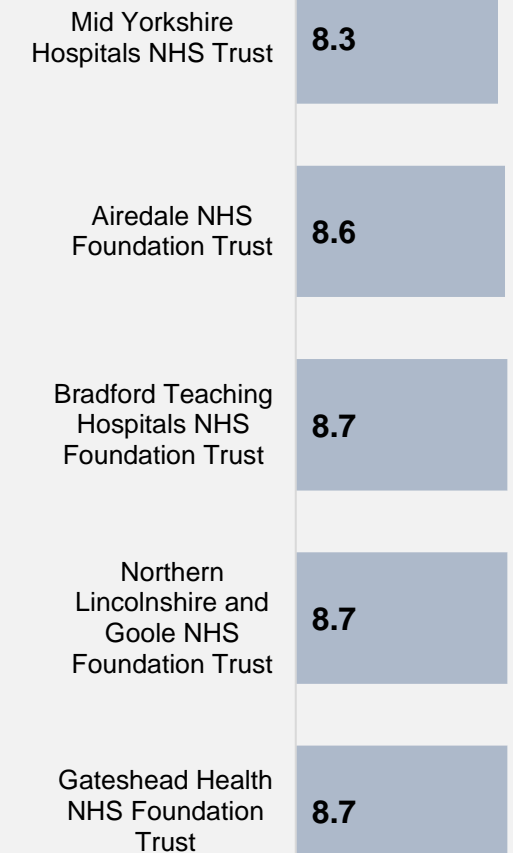 Mid Yorkshire
Hospitals NHS Trust
8.3
Airedale NHS
Foundation Trust
8.6
Bradford Teaching
Hospitals NHS
Foundation Trust
8.7
Northern
Lincolnshire and
Goole NHS
Foundation Trust
8.7
Gateshead Health
NHS Foundation
Trust
8.7